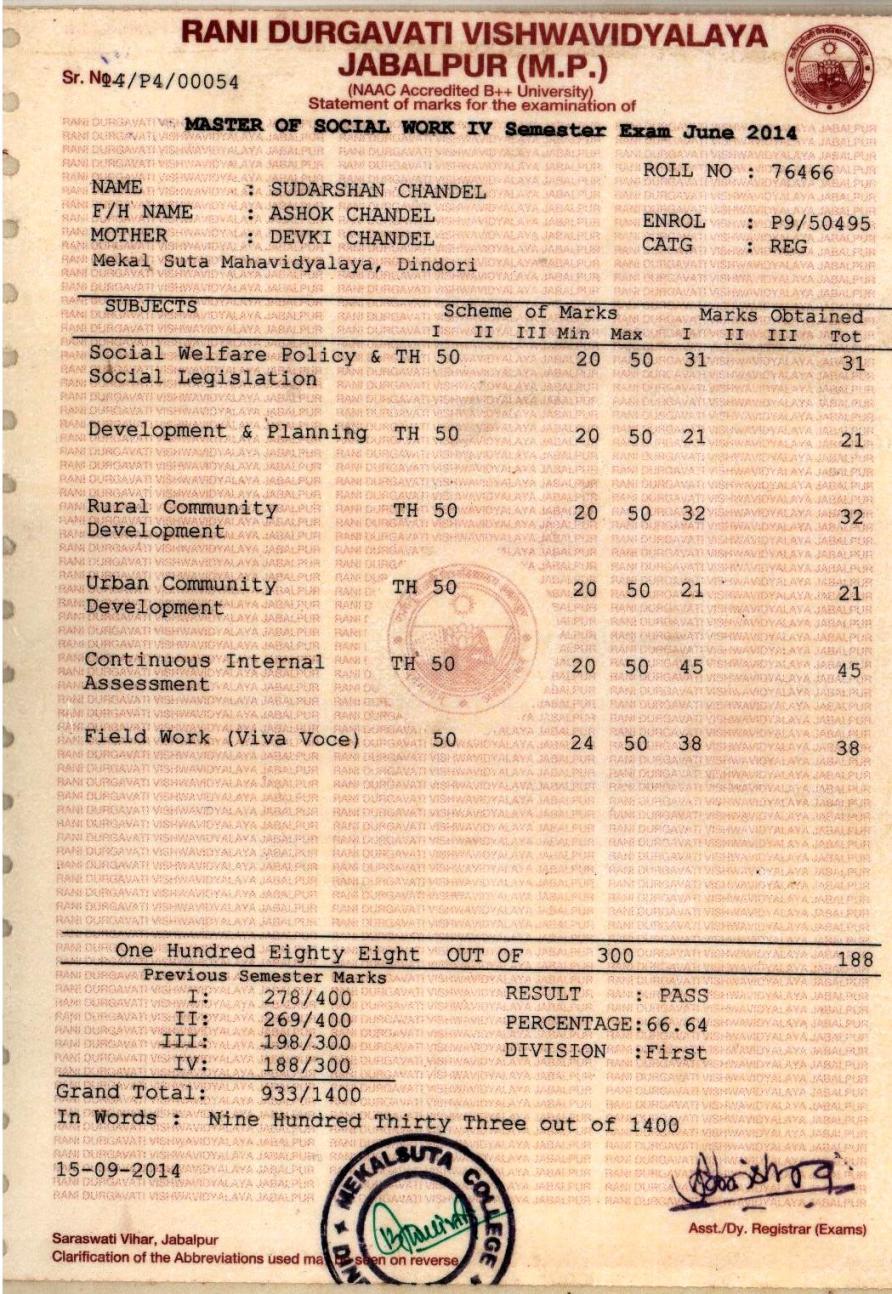 RANI DURGAVATI VISHWAVIDYALAYA
JABALPUR (M.P.)
Sr. No. 14/P4/00054
(NAAC Accredited B++ University)
Statement of marks for the examination of
MASTER OF SOCIAL WORK IV Semester Exam June 2014
ROLL NO : 76466
NAME : SUDARSHAN CHANDEL
F/H NAME : ASHOK CHANDEL
ENROL : P9/50495
MOTHER : DEVKI CHANDEL
CATG : REG
Mekal Suta Mahavidyalaya, Dindori
SUBJECTS Scheme of Marks Marks Obtained
I II III Min Max I II III Tot
Social Welfare Policy & TH 50 20 50 31 31
Social Legislation
Development & Planning TH 50 20 50 21 21
Rural Community TH 50 20 50 32 32
Development
Urban Community TH 50 20 50 21 21
Development
Continuous Internal TH 50 20 50 45 45
Assessment
Field Work (Viva Voce) 50 24 50 38 38
One Hundred Eighty Eight OUT OF 300 188
Previous Semester Marks
I: 278/400
RESULT : PASS
II: 269/400
PERCENTAGE:66.64
III: 198/300
DIVISION :First
IV: 188/300
Grand Total: 933/1400
In Words : Nine Hundred Thirty Three out of 1400
15-09-2014
MEKALSUTA COLLEGE
Asst./Dy. Registrar (Exams)
Saraswati Vihar, Jabalpur
Clarification of the Abbreviations used may be seen on reverse